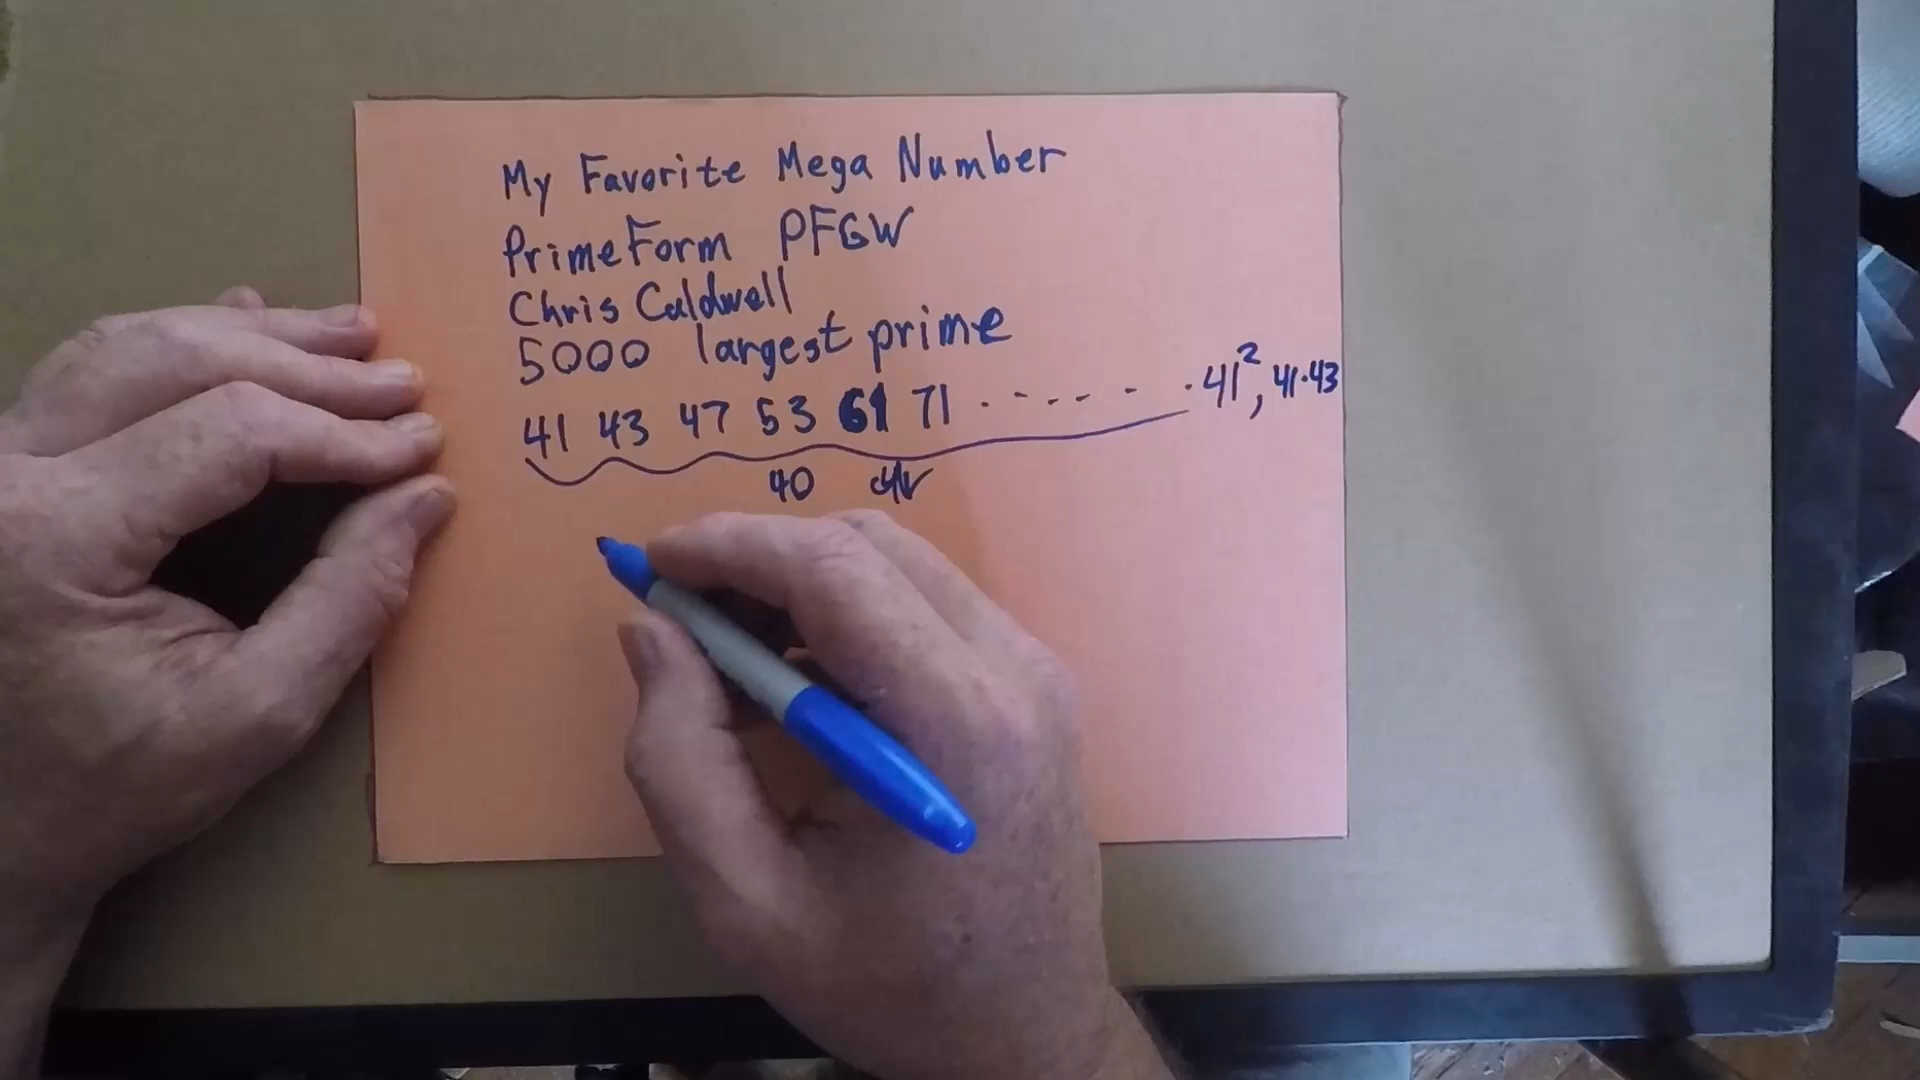 My Favorite Mega Number
PrimeForm PFGW
Chris Caldwell
5000 largest prime
41 43 47 53 61 71 . - - - - - . 41², 41·43
40